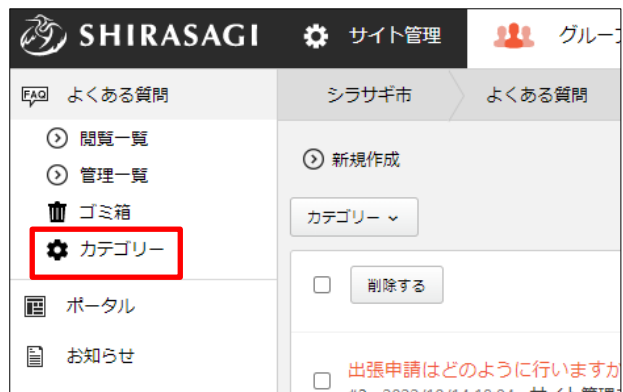 SHIRASAGI
サイト管理
グルー
FAQ よくある質問
シラサギ市
よくある質問
閲覧一覧
管理一覧
ゴミ箱
カテゴリー
ポータル
お知らせ
新規作成
カテゴリー
削除する
出張申請はどのように行いますか